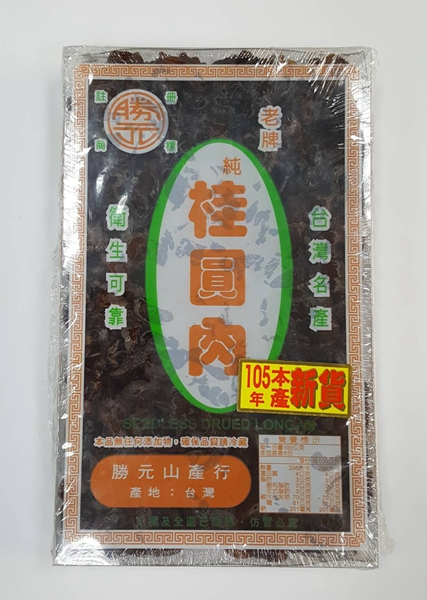 註冊
勝元
商標
老牌
純
桂圓肉
衛生可靠
台灣名產
105年本產新貨
SEEDLESS DRUED LONGAN
本品無任何添加物，確保品質請冷藏
勝元山產行
產地：台灣
營養標示